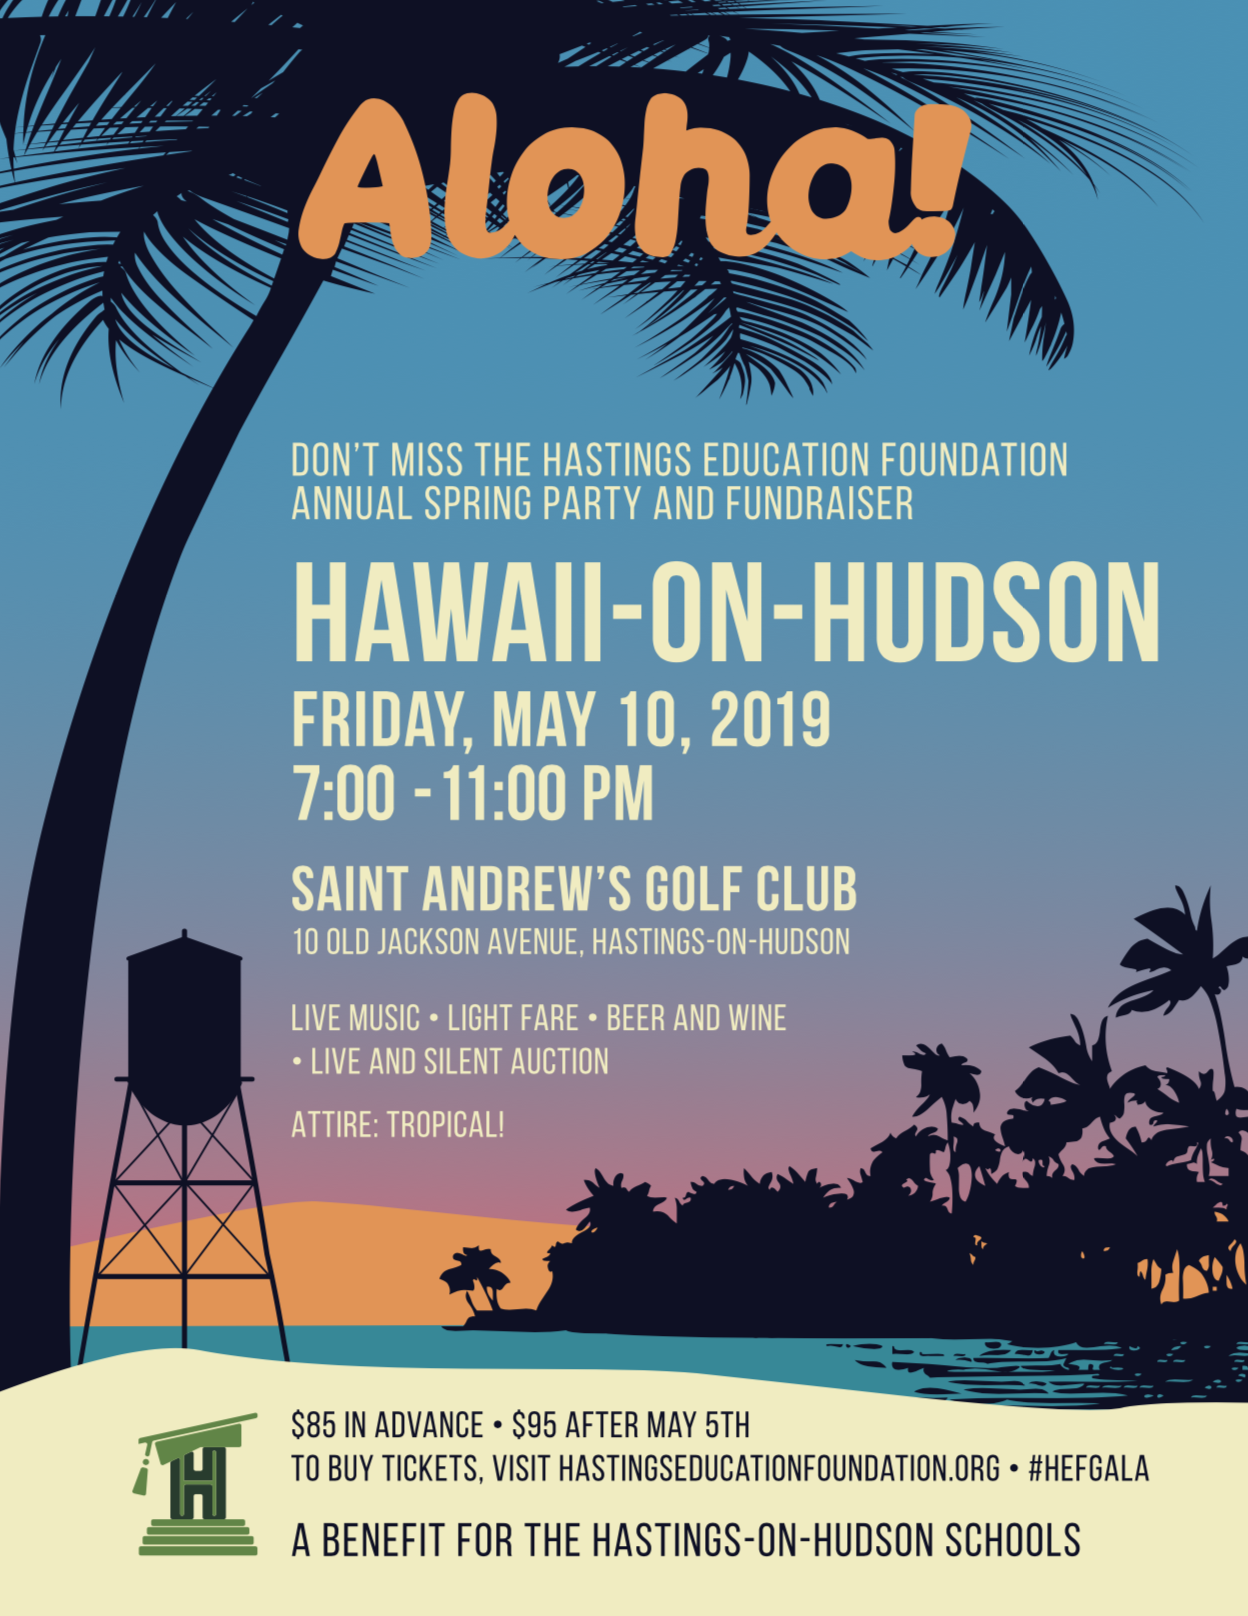 Aloha!
DON'T MISS THE HASTINGS EDUCATION FOUNDATION
ANNUAL SPRING PARTY AND FUNDRAISER
HAWAII-ON-HUDSON
FRIDAY, MAY 10, 2019
7:00 - 11:00 PM
SAINT ANDREW'S GOLF CLUB
10 OLD JACKSON AVENUE, HASTINGS-ON-HUDSON
LIVE MUSIC • LIGHT FARE • BEER AND WINE
• LIVE AND SILENT AUCTION
ATTIRE: TROPICAL!
$85 IN ADVANCE • $95 AFTER MAY 5TH
TO BUY TICKETS, VISIT HASTINGSEDUCATIONFOUNDATION.ORG • #HEFGALA
H
A BENEFIT FOR THE HASTINGS-ON-HUDSON SCHOOLS